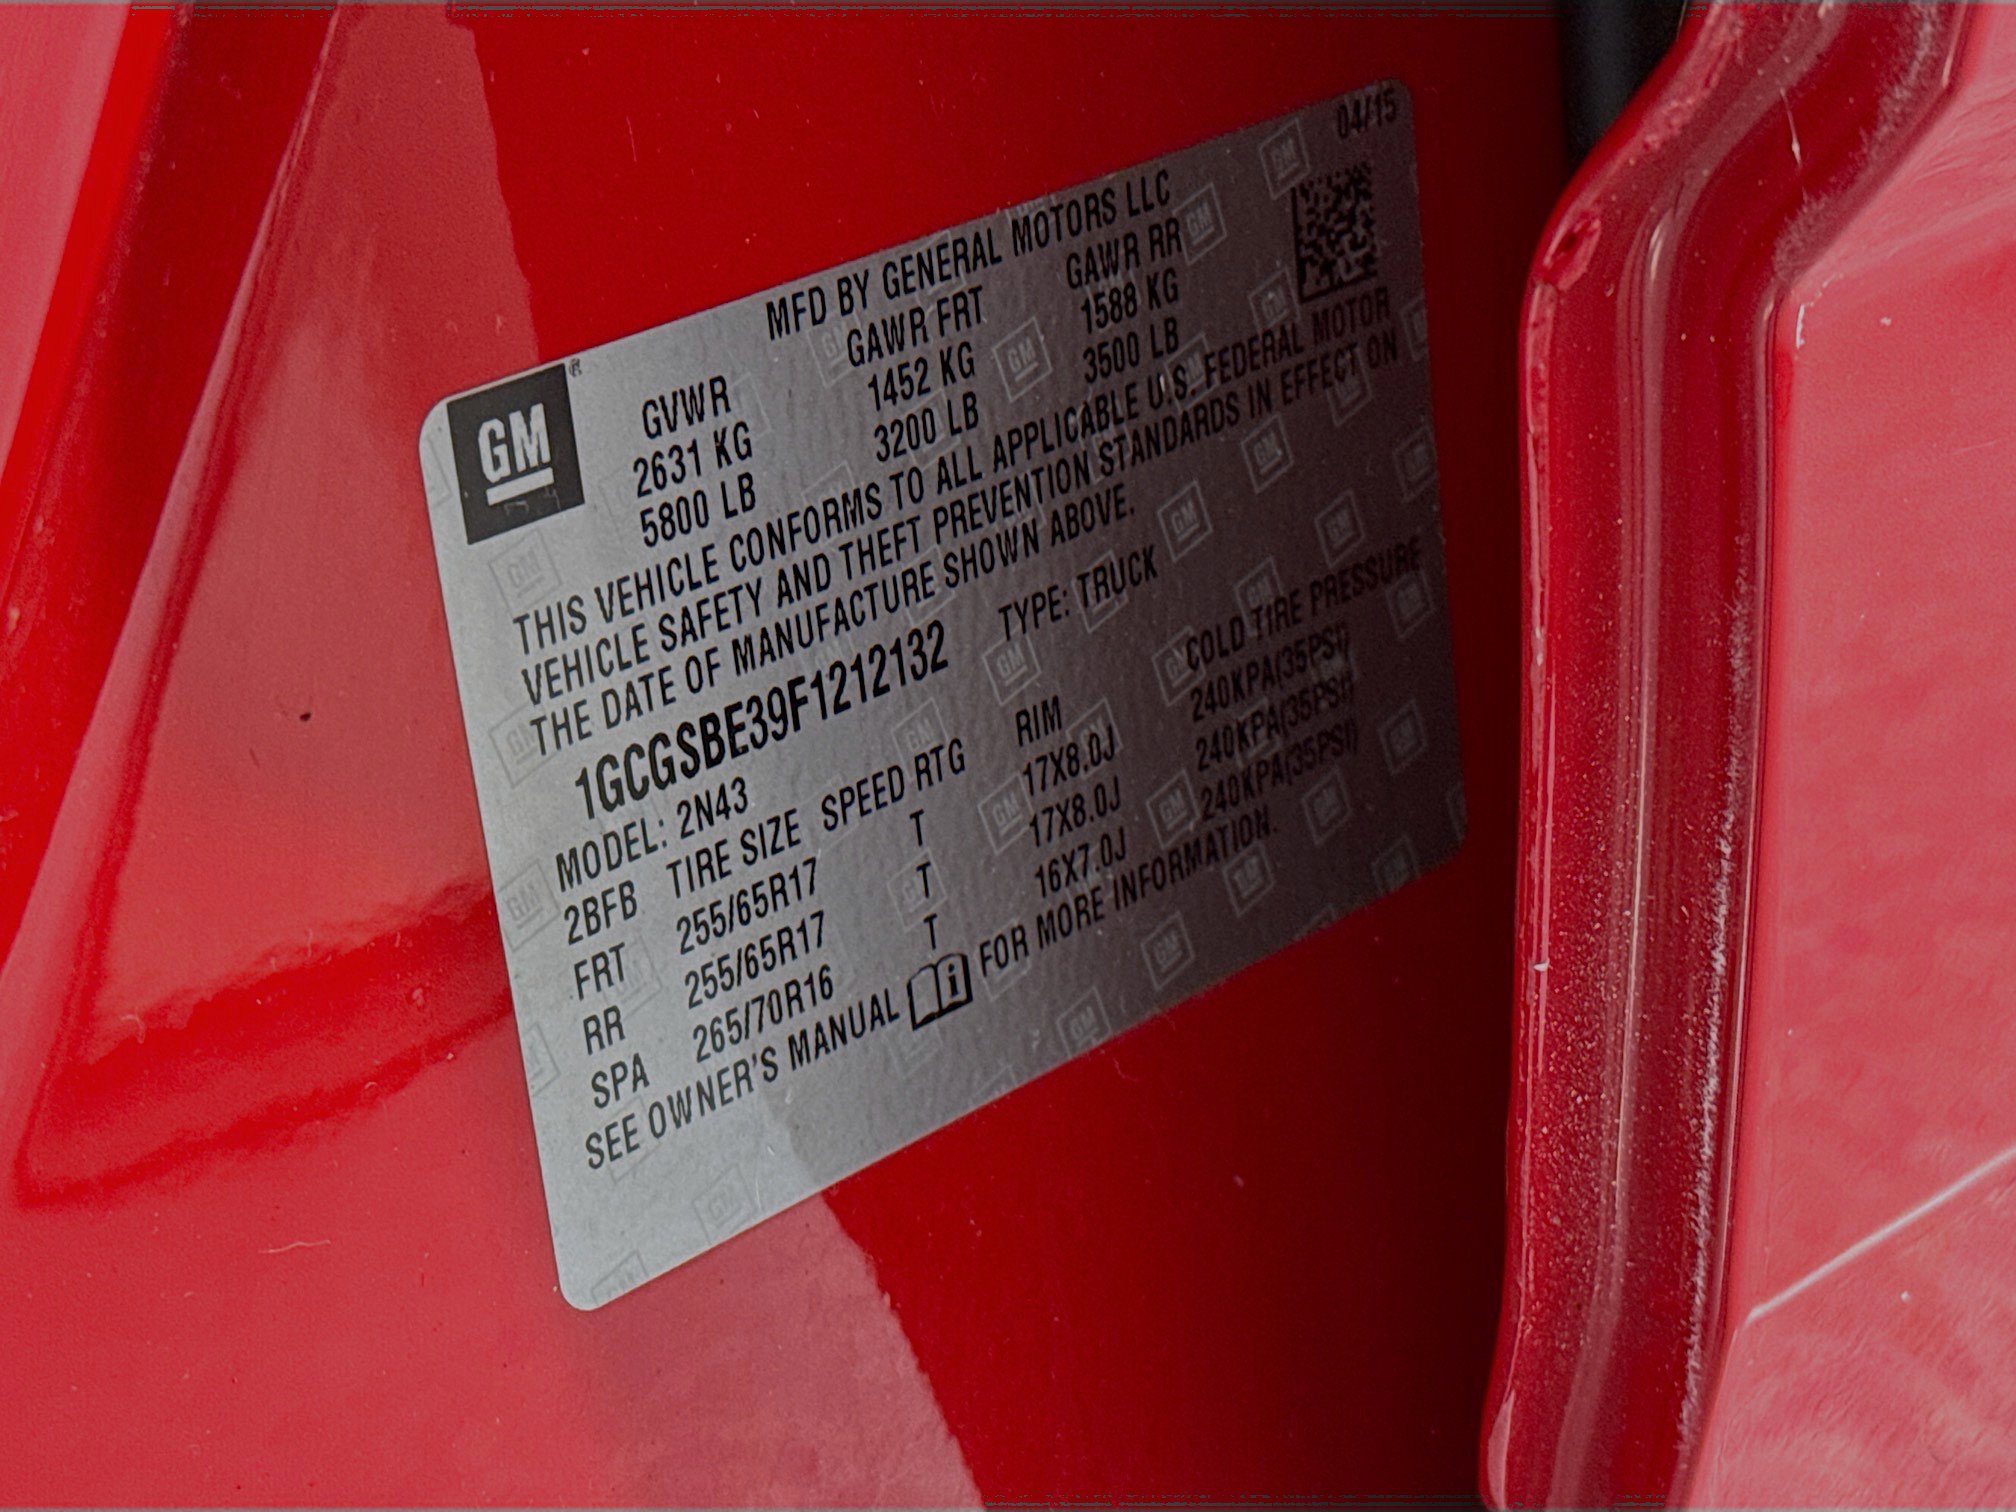 04/15
MFD BY GENERAL MOTORS LLC
GM ®
GVWR GAWR FRT GAWR RR
2631 KG 1452 KG 1588 KG
5800 LB 3200 LB 3500 LB
THIS VEHICLE CONFORMS TO ALL APPLICABLE U.S. FEDERAL MOTOR
VEHICLE SAFETY AND THEFT PREVENTION STANDARDS IN EFFECT ON
THE DATE OF MANUFACTURE SHOWN ABOVE.
1GCGSBE39F1212132 TYPE: TRUCK
MODEL: 2N43
2BFB TIRE SIZE SPEED RTG RIM COLD TIRE PRESSURE
FRT 255/65R17 T 17X8.0J 240KPA(35PSI)
RR 255/65R17 T 17X8.0J 240KPA(35PSI)
SPA 265/70R16 T 16X7.0J 240KPA(35PSI)
SEE OWNER'S MANUAL FOR MORE INFORMATION.